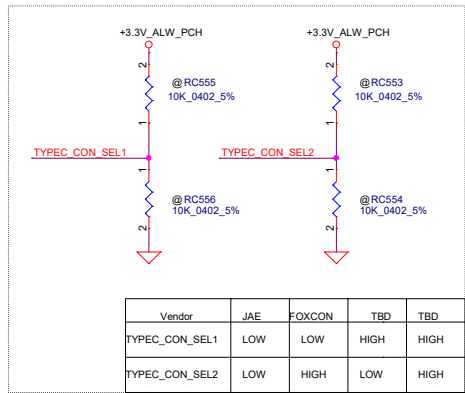 +3.3V_ALW_PCH +3.3V_ALW_PCH
2 2
@RC555 @RC553
10K_0402_5% 10K_0402_5%
1 1
TYPEC_CON_SEL1 TYPEC_CON_SEL2
1 1
@RC556 @RC554
10K_0402_5% 10K_0402_5%
2 2
Vendor JAE FOXCON TBD TBD
TYPEC_CON_SEL1 LOW LOW HIGH HIGH
TYPEC_CON_SEL2 LOW HIGH LOW HIGH